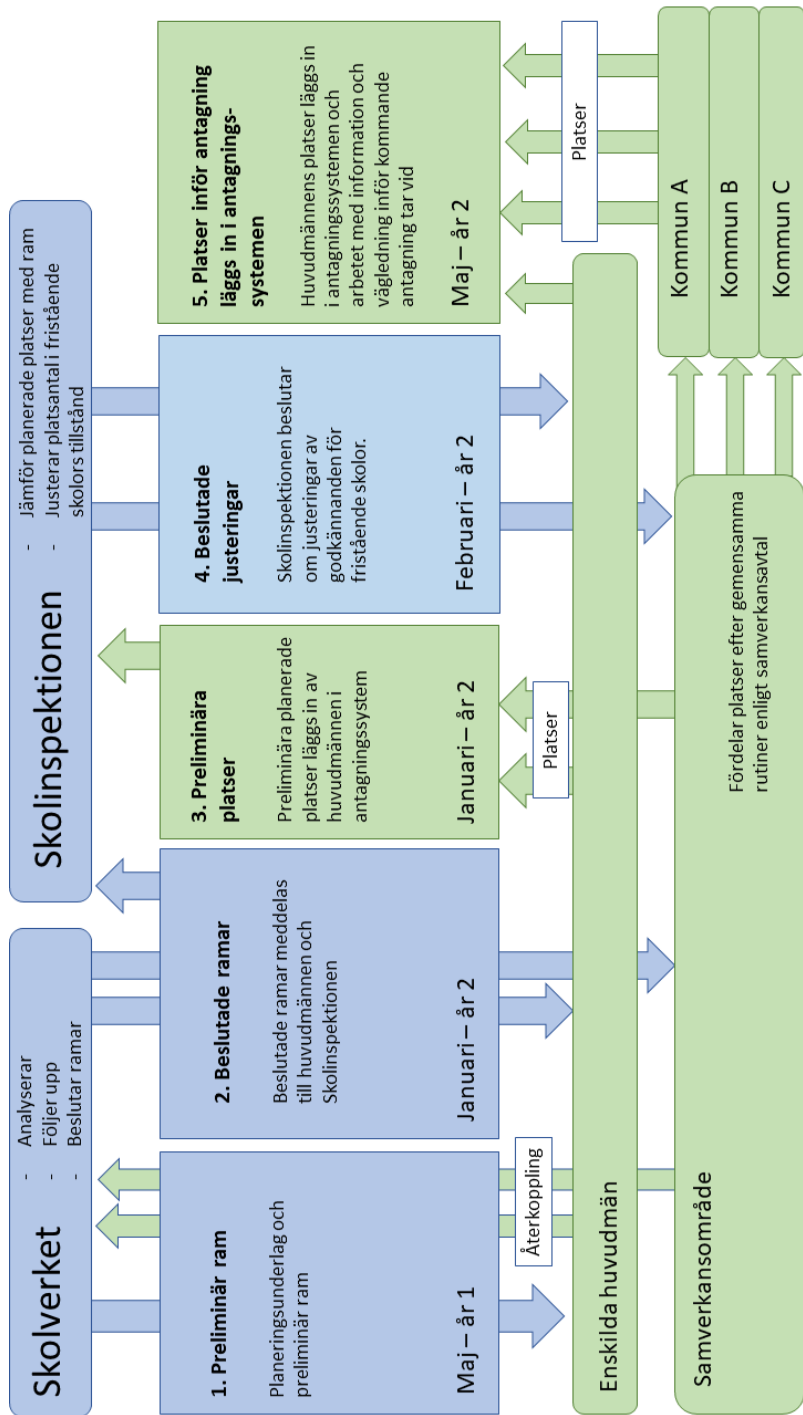 Skolverket
- Analyserar
- Följer upp
- Beslutar ramar
Skolinspektionen
- Jämför planerade platser med ram
- Justerar platsantal i fristående
skolors tillstånd
1. Preliminär ram
Planeringsunderlag och
preliminär ram
Maj – år 1
2. Beslutade ramar
Beslutade ramar meddelas
till huvudmännen och
Skolinspektionen
Januari – år 2
3. Preliminära
platser
Preliminära planerade
platser läggs in av
huvudmännen i
antagningssystem
Januari – år 2
4. Beslutade
justeringar
Skolinspektionen beslutar
om justeringar av
godkännanden för
fristående skolor.
Februari – år 2
5. Platser inför antagning
läggs in i antagnings-
systemen
Huvudmännens platser läggs in
i antagningssystemen och
arbetet med information och
vägledning inför kommande
antagning tar vid
Maj – år 2
Återkoppling
Platser
Platser
Enskilda huvudmän
Samverkansområde
Fördelar platser efter gemensamma
rutiner enligt samverkansavtal
Kommun A
Kommun B
Kommun C